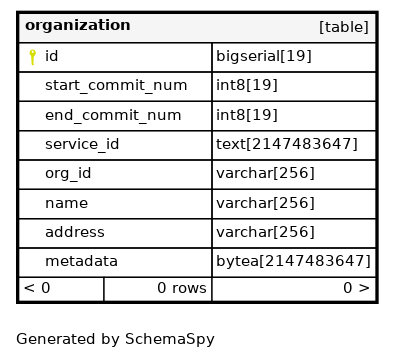 organization [table]
id bigserial[19]
start_commit_num int8[19]
end_commit_num int8[19]
service_id text[2147483647]
org_id varchar[256]
name varchar[256]
address varchar[256]
metadata bytea[2147483647]
< 0 0 rows 0 >
Generated by SchemaSpy